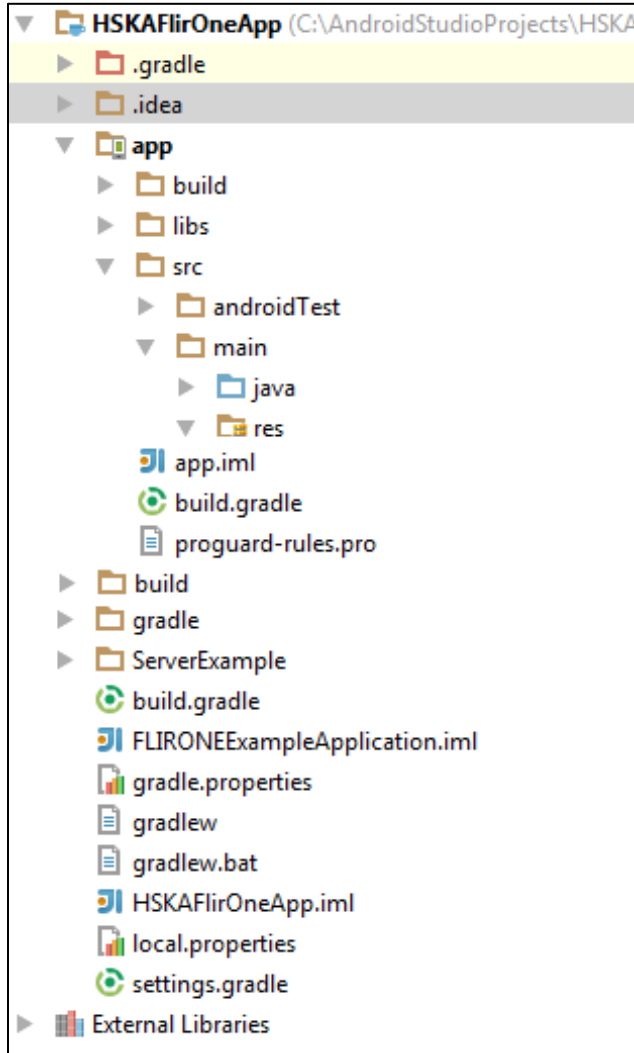 HSKAFlirOneApp (C:\AndroidStudioProjects\HSKA
.gradle
.idea
app
build
libs
src
androidTest
main
java
res
app.iml
build.gradle
proguard-rules.pro
build
gradle
ServerExample
build.gradle
FLIRONEExampleApplication.iml
gradle.properties
gradlew
gradlew.bat
HSKAFlirOneApp.iml
local.properties
settings.gradle
External Libraries